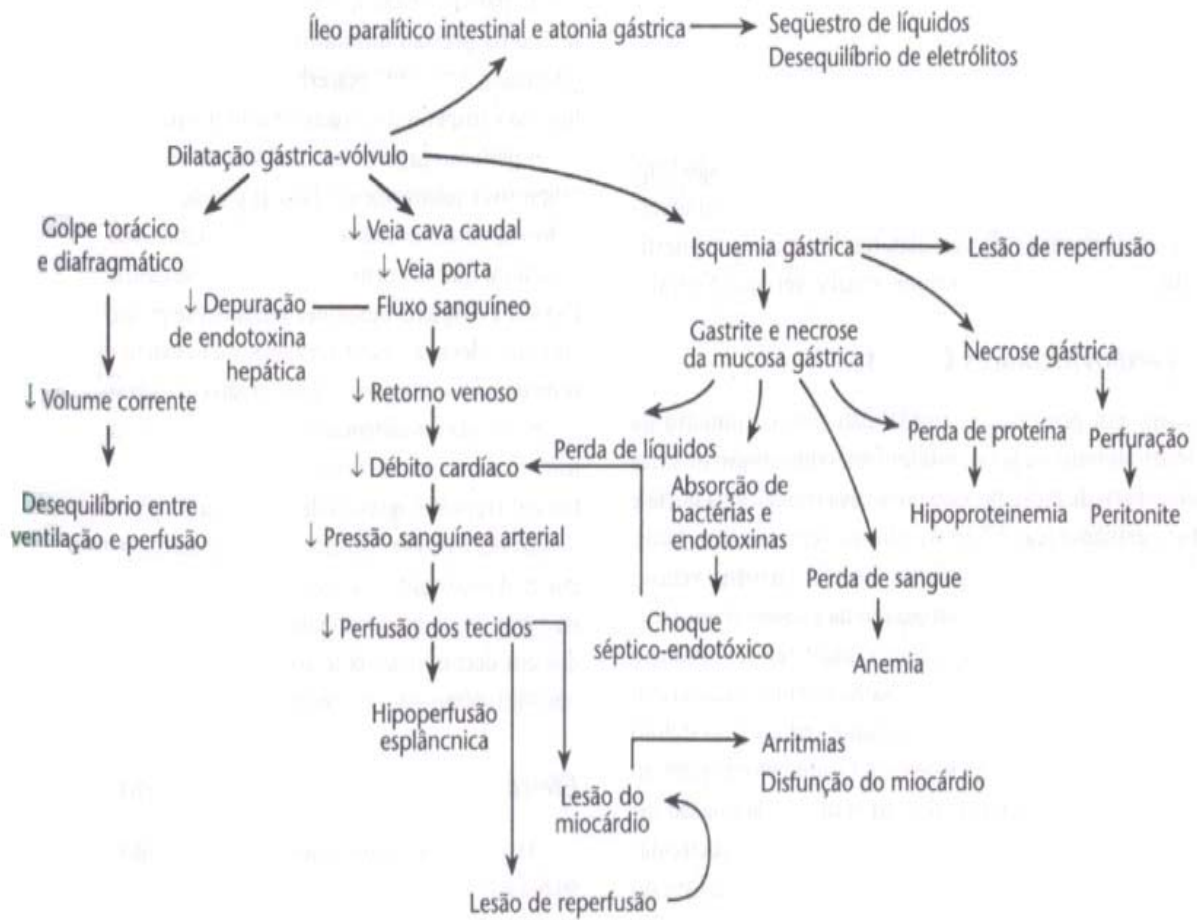 Íleo paralítico intestinal e atonia gástrica
Seqüestro de líquidos
Desequilíbrio de eletrólitos
Dilatação gástrica-vólvulo
Golpe torácico
e diafragmático
↓ Volume corrente
Desequilíbrio entre
ventilação e perfusão
↓ Veia cava caudal
↓ Veia porta
Fluxo sanguíneo
↓ Depuração
de endotoxina
hepática
↓ Retorno venoso
↓ Débito cardíaco
↓ Pressão sanguínea arterial
↓ Perfusão dos tecidos
Hipoperfusão
esplâncnica
Lesão do
miocárdio
Arritmias
Disfunção do miocárdio
Lesão de reperfusão
Isquemia gástrica
Lesão de reperfusão
Gastrite e necrose
da mucosa gástrica
Necrose gástrica
Perda de líquidos
Absorção de
bactérias e
endotoxinas
Choque
séptico-endotóxico
Perda de sangue
Anemia
Perda de proteína
Hipoproteinemia
Perfuração
Peritonite